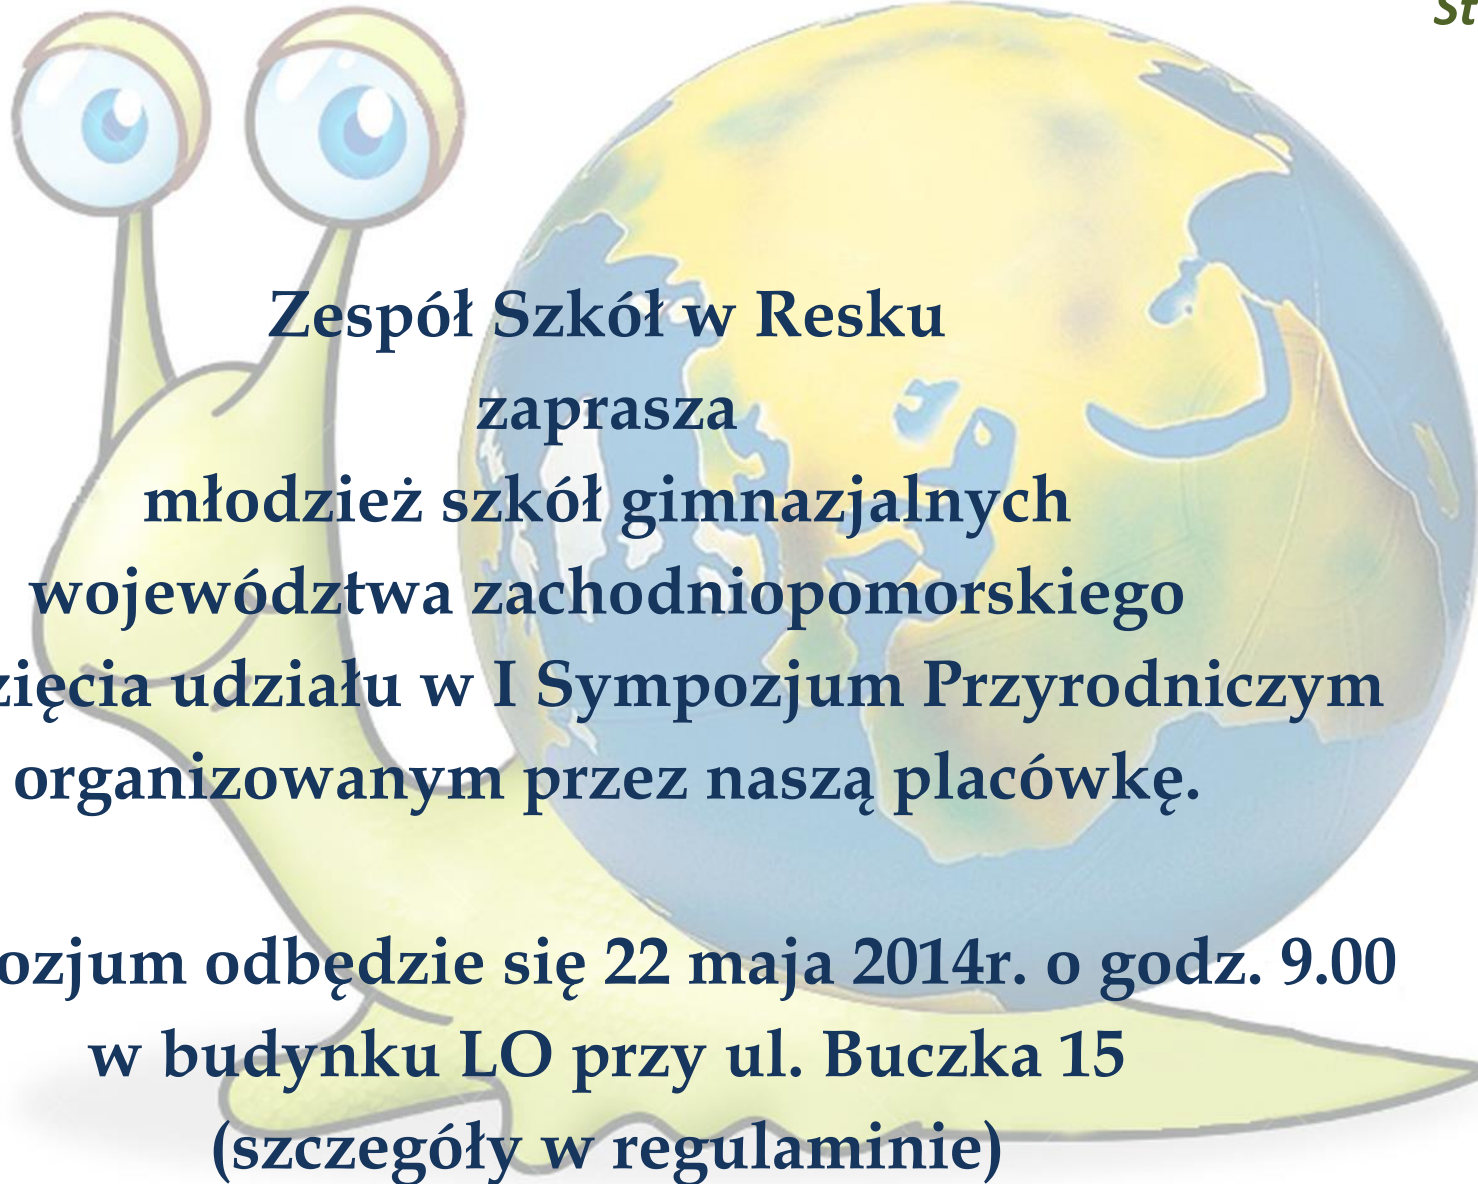 St
Zespół Szkół w Resku
zaprasza
młodzież szkół gimnazjalnych
województwa zachodniopomorskiego
zięcia udziału w I Sympozjum Przyrodniczym
organizowanym przez naszą placówkę.
ozjum odbędzie się 22 maja 2014r. o godz. 9.00
w budynku LO przy ul. Buczka 15
(szczegóły w regulaminie)